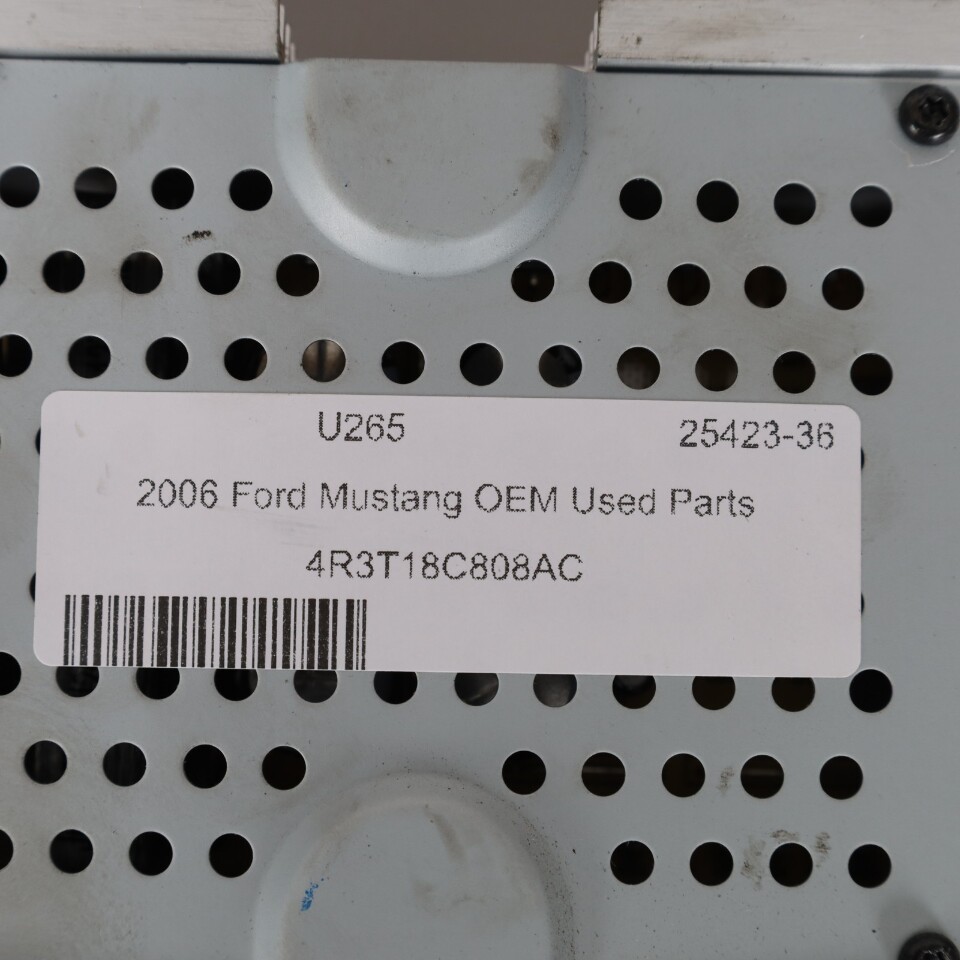 U265 25423-36
2006 Ford Mustang OEM Used Parts
4R3T18C808AC